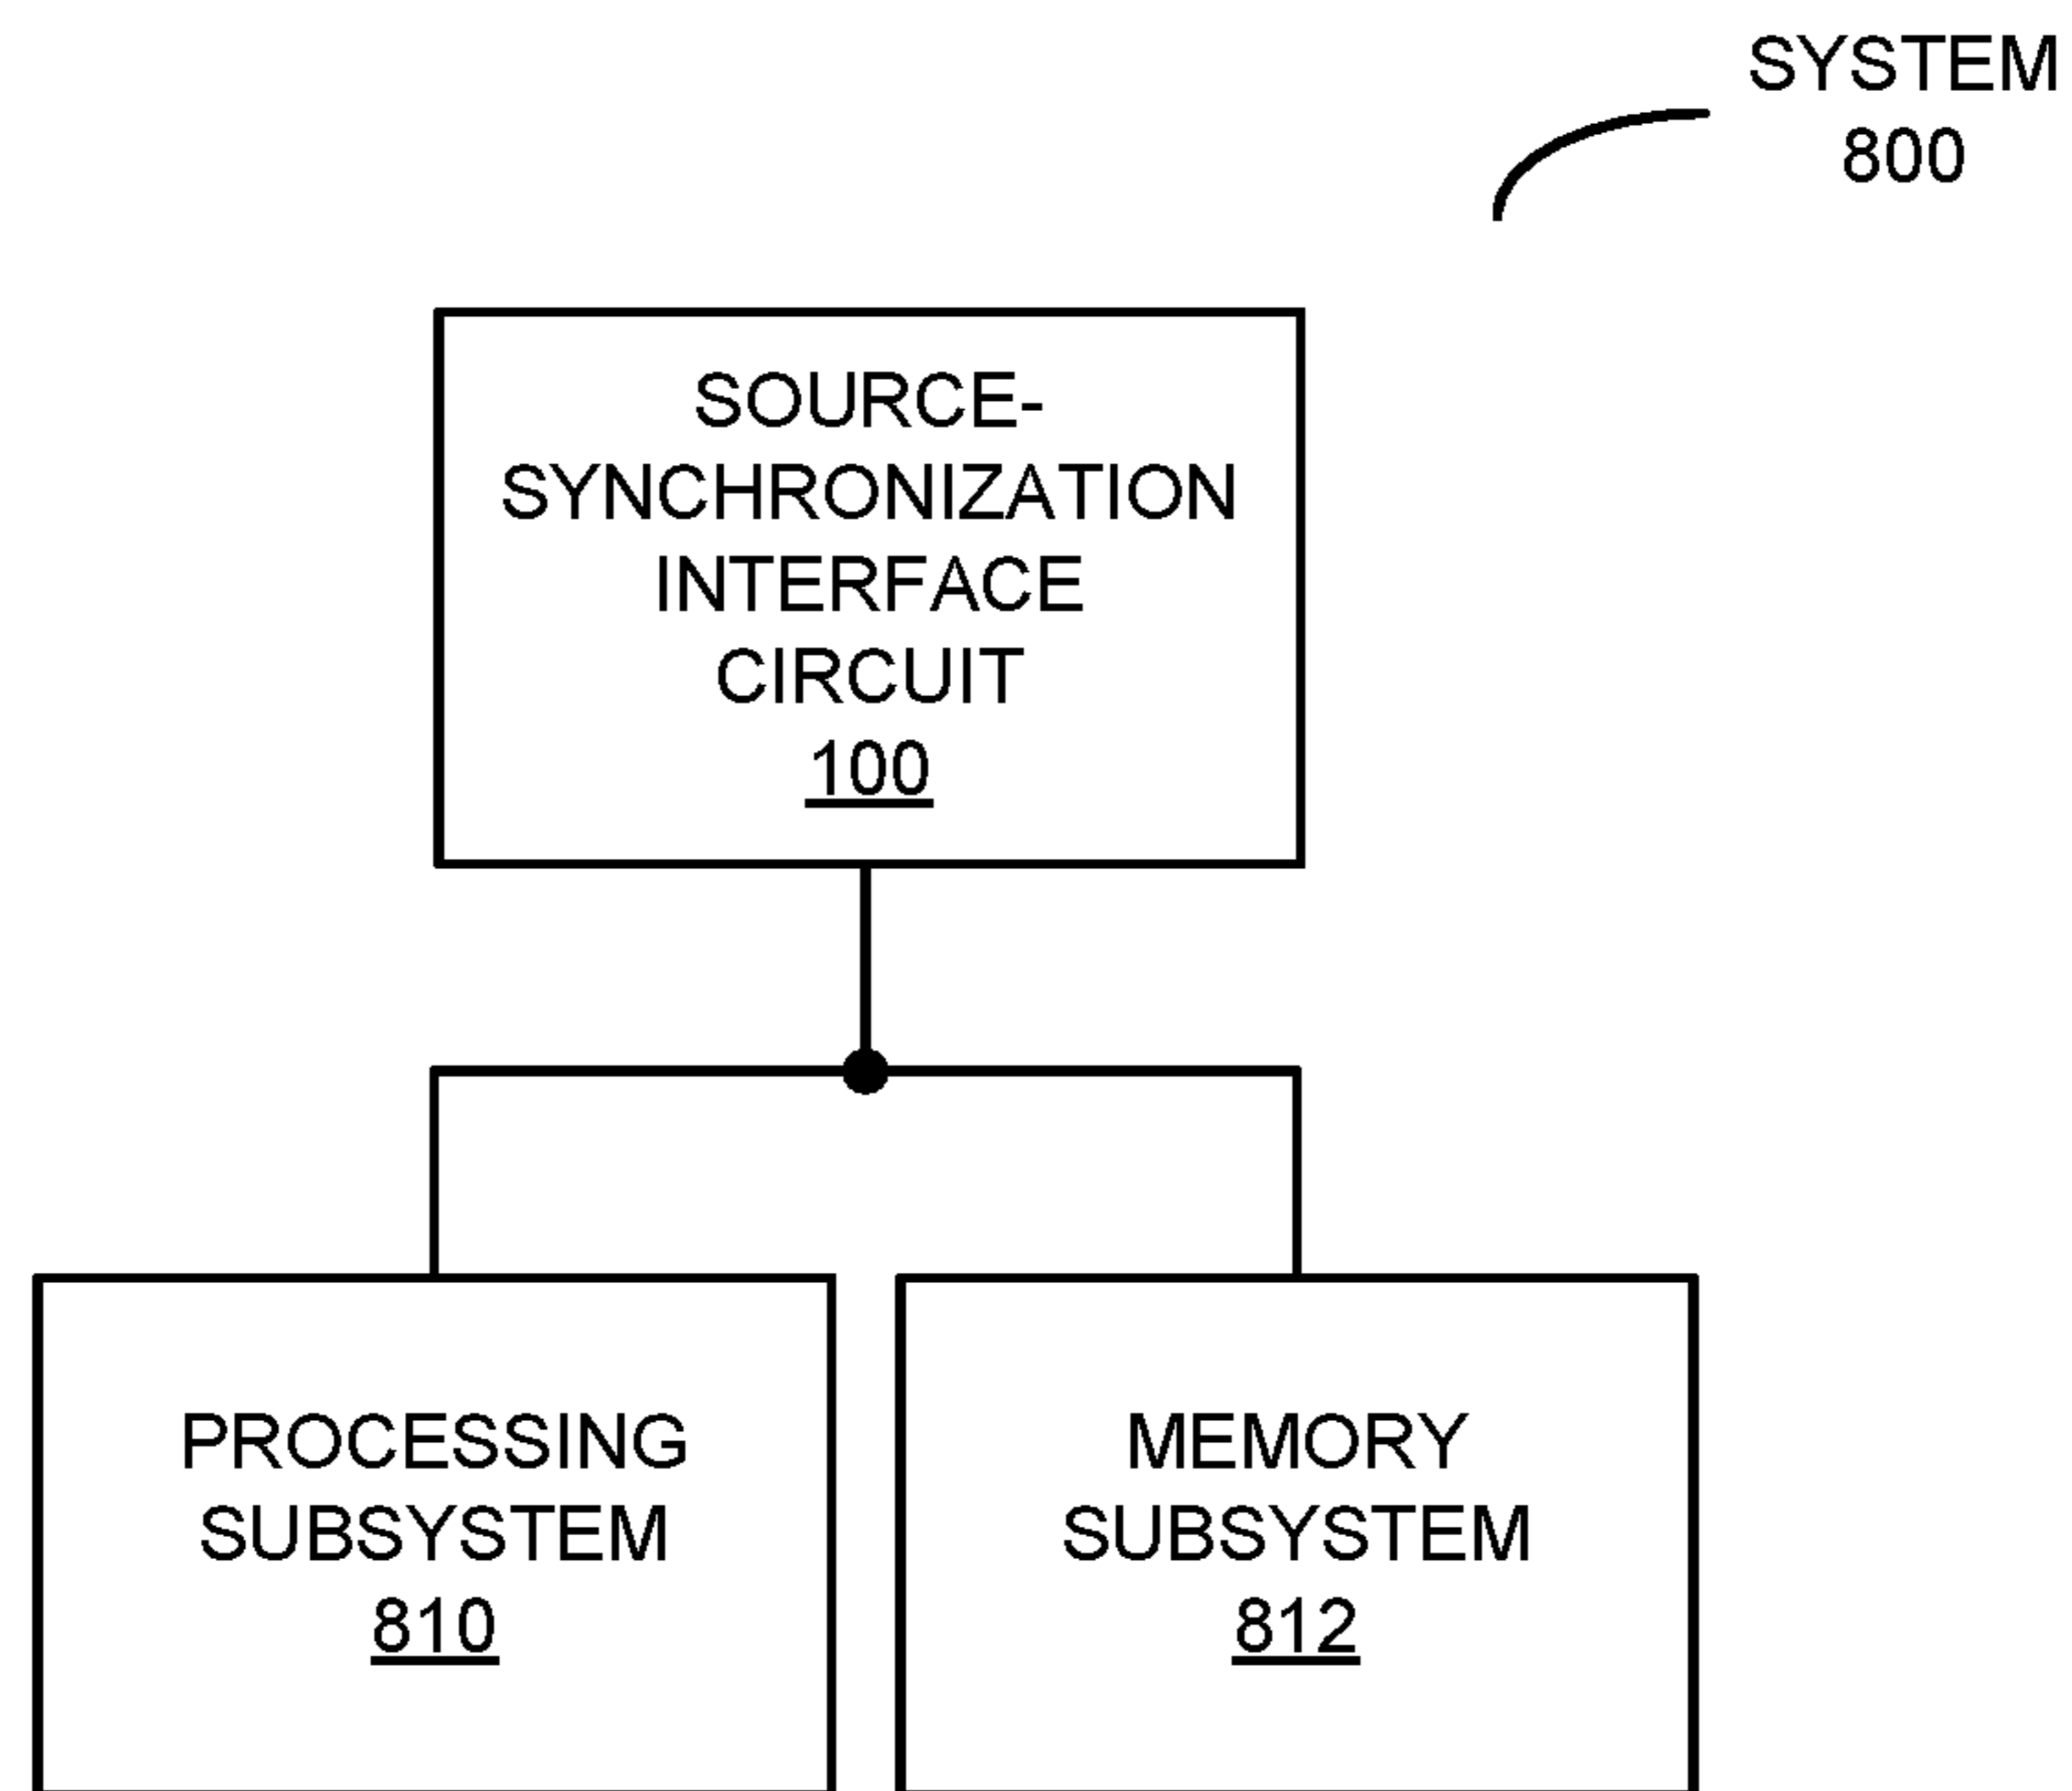 SYSTEM
800
SOURCE-
SYNCHRONIZATION
INTERFACE
CIRCUIT
100
PROCESSING
SUBSYSTEM
810
MEMORY
SUBSYSTEM
812